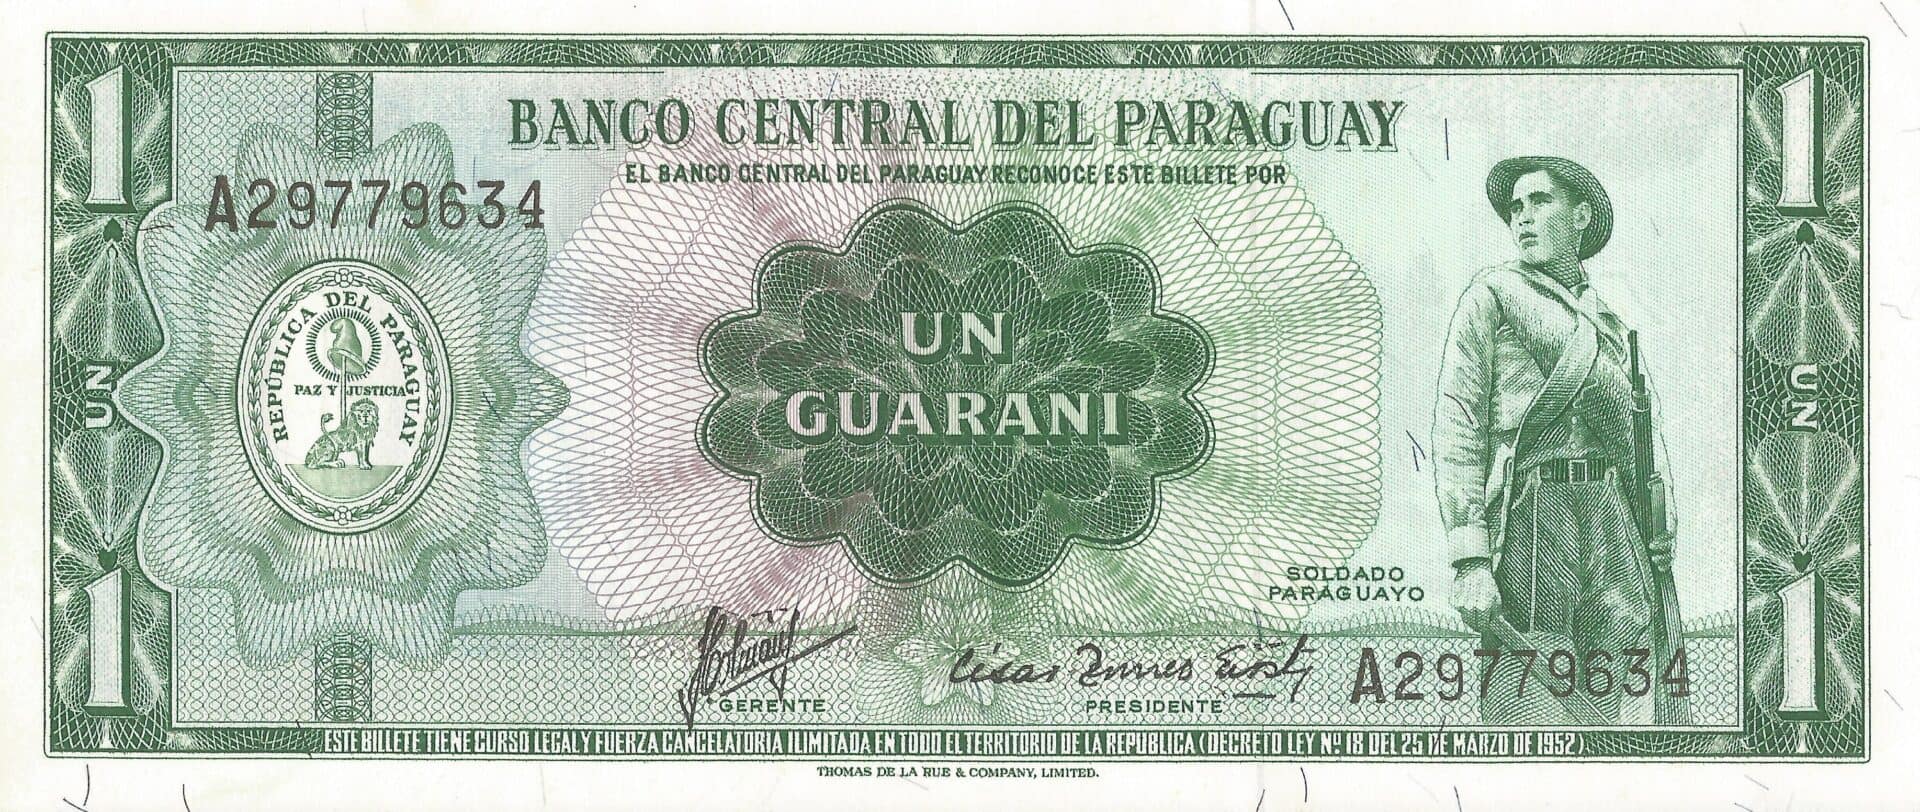 1
1
BANCO CENTRAL DEL PARAGUAY
EL BANCO CENTRAL DEL PARAGUAY RECONOCE ESTE BILLETE POR
A29779634
REPÚBLICA DEL PARAGUAY
PAZ Y JUSTICIA
UN
GUARANI
UN
UN
SOLDADO
PARAGUAYO
A29779634
GERENTE
PRESIDENTE
1
1
ESTE BILLETE TIENE CURSO LEGAL Y FUERZA CANCELATORIA ILIMITADA EN TODO EL TERRITORIO DE LA REPUBLICA (DECRETO LEY Nº 18 DEL 25 DE MARZO DE 1952)
THOMAS DE LA RUE & COMPANY, LIMITED.